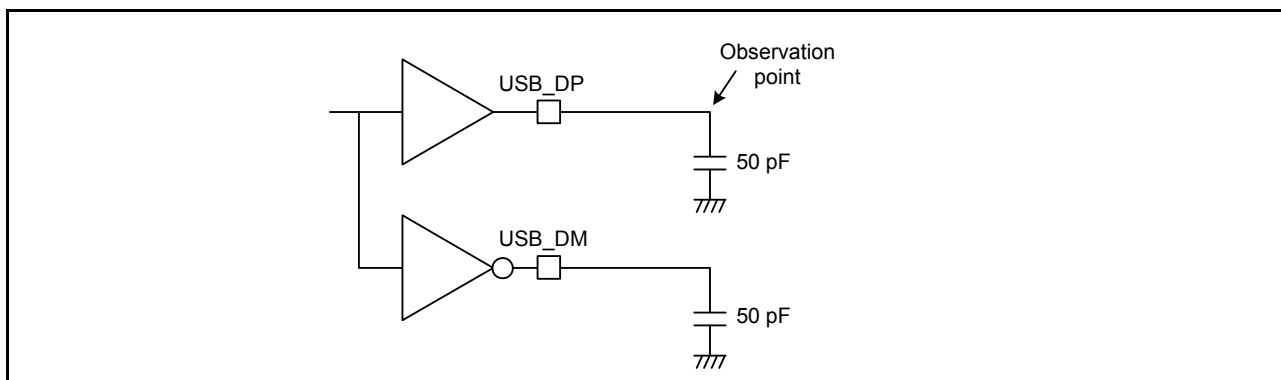 Observation
point
USB_DP
50 pF
USB_DM
50 pF